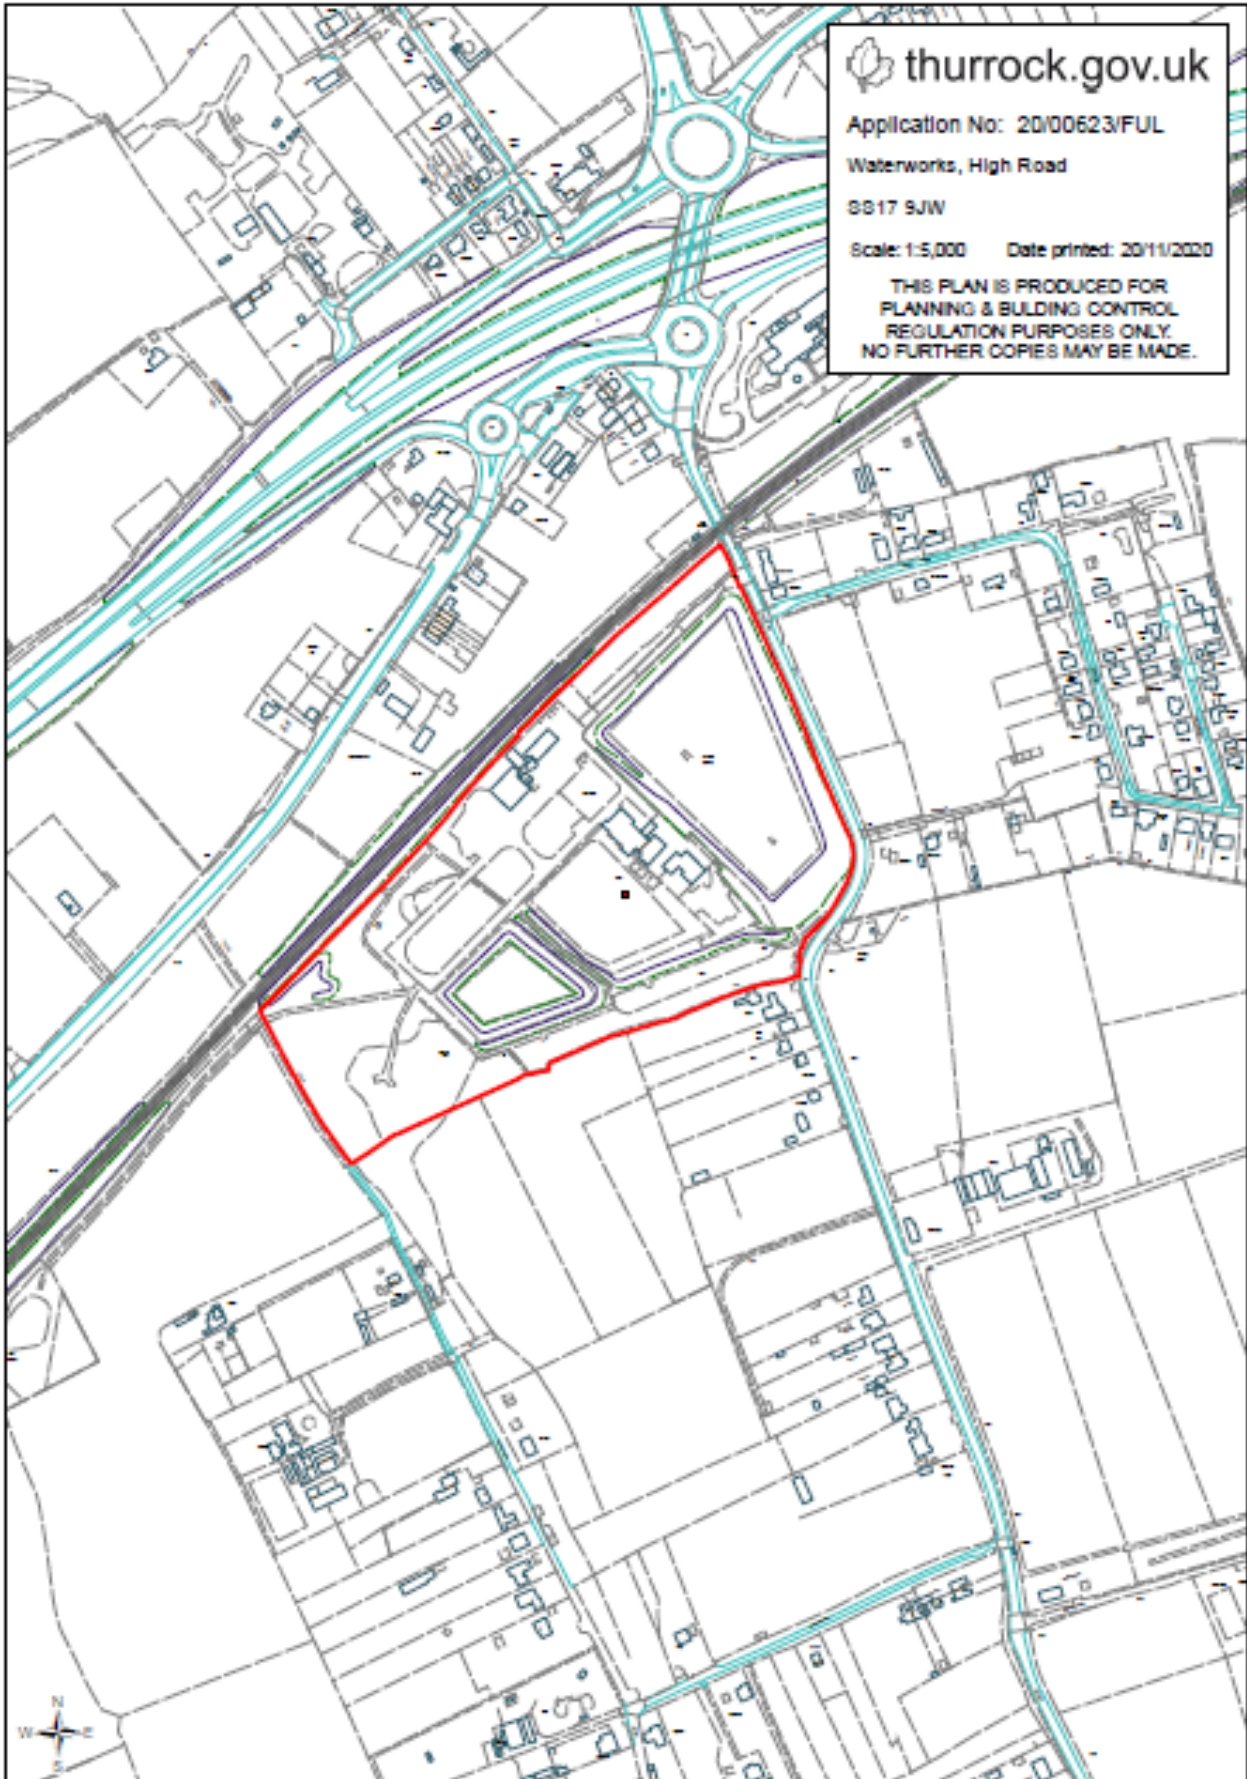 thurrock.gov.uk
Application No: 20/00623/FUL
Waterworks, High Road
SS17 9JW
Scale: 1:5,000 Date printed: 20/11/2020
THIS PLAN IS PRODUCED FOR
PLANNING & BULDING CONTROL
REGULATION PURPOSES ONLY.
NO FURTHER COPIES MAY BE MADE.
N
W E
S